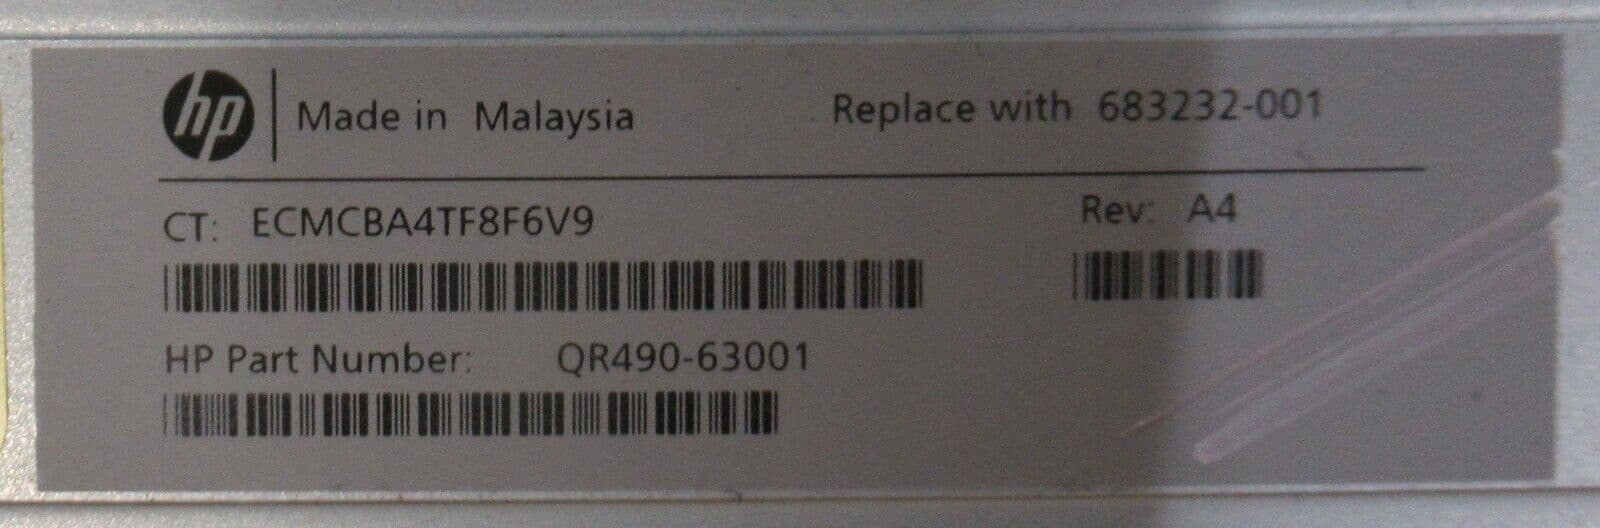 hp Made in Malaysia Replace with 683232-001
CT: ECMCBA4TF8F6V9 Rev: A4
HP Part Number: QR490-63001